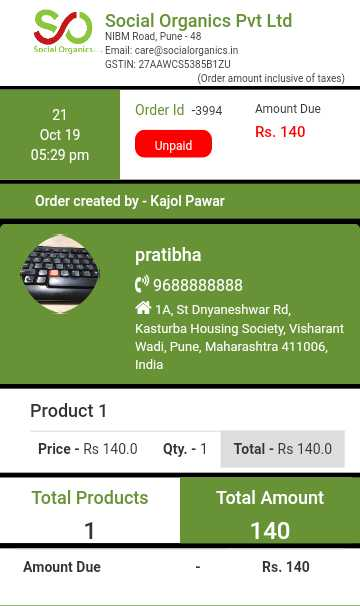 Social Organics Pvt Ltd
NIBM Road, Pune - 48
Email: care@socialorganics.in
GSTIN: 27AAWCS5385B1ZU
Social Organics...
(Order amount inclusive of taxes)
21
Oct 19
05:29 pm
Order Id -3994
Unpaid
Amount Due
Rs. 140
Order created by - Kajol Pawar
pratibha
9688888888
1A, St Dnyaneshwar Rd,
Kasturba Housing Society, Vishrant
Wadi, Pune, Maharashtra 411006,
India
Product 1
Price - Rs 140.0 Qty. - 1 Total - Rs 140.0
Total Products
1
Total Amount
140
Amount Due - Rs. 140